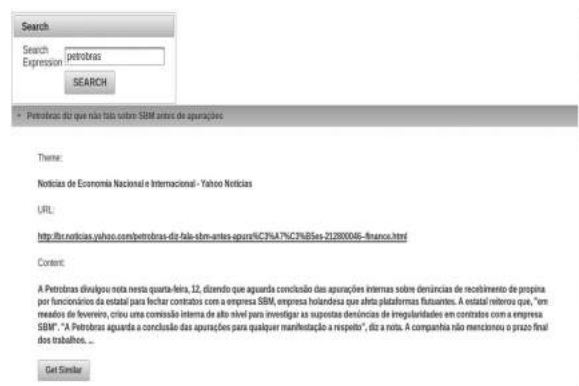 Search
Search
Expression
petrobras
SEARCH
Petrobras diz que não fala sobre SBM antes de apurações
Theme:
Notícias de Economia Nacional e Internacional - Yahoo Notícias
URL:
http://br.noticias.yahoo.com/petrobras-diz-fala-sbm-antes-apura%C3%A7%C3%B5es-212800046--finance.html
Content:
A Petrobras divulgou nota nesta quarta-feira, 12, dizendo que aguarda conclusão das apurações internas sobre denúncias de recebimento de propina
por funcionários da estatal para fechar contratos com a empresa SBM, empresa holandesa que afeta plataformas flutuantes. A estatal reiterou que, "em
meados de fevereiro, criou uma comissão interna de alto nível para investigar as supostas denúncias de irregularidades em contratos com a empresa
SBM". "A Petrobras aguarda a conclusão das apurações para qualquer manifestação a respeito", diz a nota. A companhia não mencionou o prazo final
dos trabalhos. ...
Get Similar